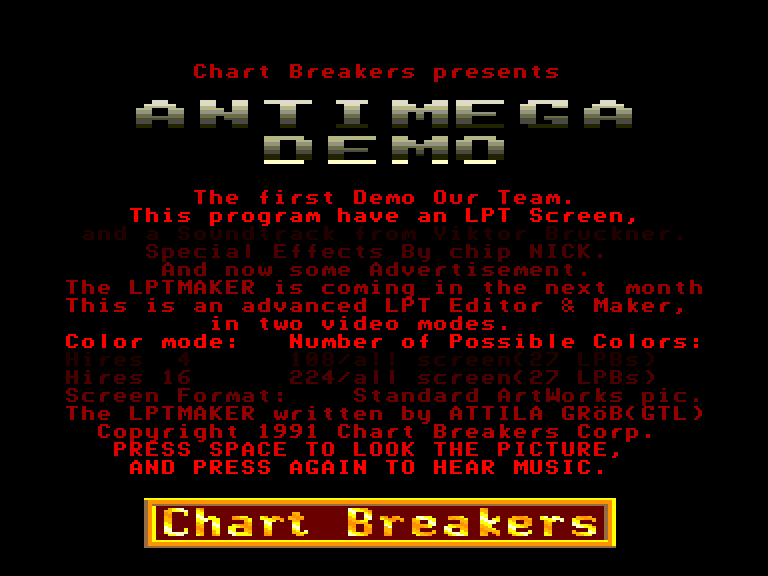 Chart Breakers presents
ANTIMEGA
DEMO
The first Demo Our Team.
This program have an LPT Screen,
and a Soundtrack from Viktor Bruckner.
Special Effects By chip NICK.
And now some Advertisement.
The LPTMAKER is coming in the next month
This is an advanced LPT Editor & Maker,
in two video modes.
Color mode: Number of Possible Colors:
Hires 4 108/all screen(27 LPBs)
Hires 16 224/all screen(27 LPBs)
Screen Format: Standard ArtWorks pic.
The LPTMAKER written by ATTILA GRöB(GTL)
Copyright 1991 Chart Breakers Corp.
PRESS SPACE TO LOOK THE PICTURE,
AND PRESS AGAIN TO HEAR MUSIC.
Chart Breakers